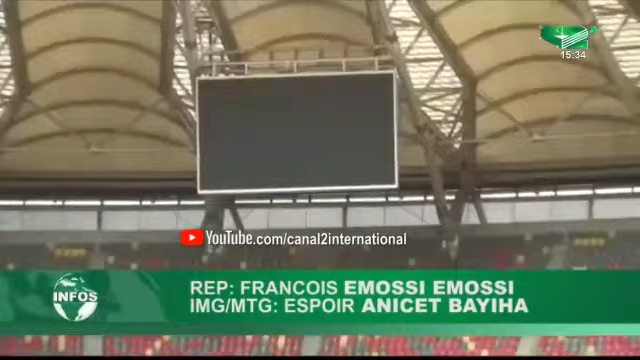 15:34
YouTube.com/canal2international
INFOS
REP: FRANCOIS EMOSSI EMOSSI
IMG/MTG: ESPOIR ANICET BAYIHA